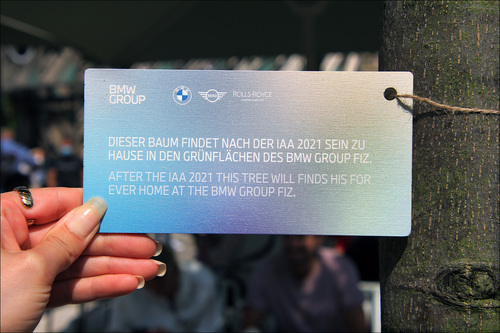 BMW
GROUP
ROLLS-ROYCE
DIESER BAUM FINDET NACH DER IAA 2021 SEIN ZU
HAUSE IN DEN GRÜNFLÄCHEN DES BMW GROUP FIZ.
AFTER THE IAA 2021 THIS TREE WILL FINDS HIS FOR
EVER HOME AT THE BMW GROUP FIZ.